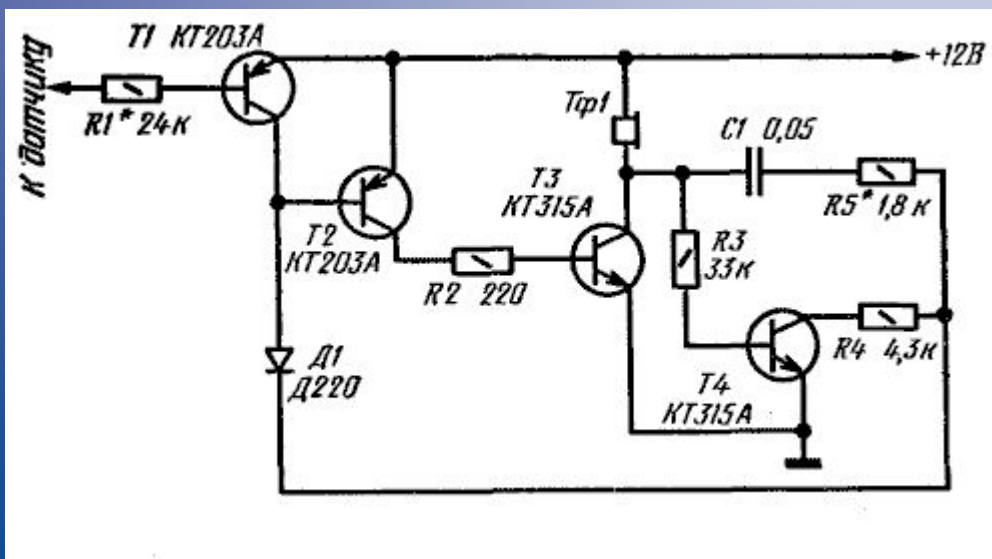 T1 КТ203А
К датчику
R1* 24к
+12В
Тф1
С1 0,05
R5* 1,8 к
T3
КТ315А
T2
КТ203А
R2 220
R3
33к
Д1
Д220
T4
КТ315А
R4 4,3к